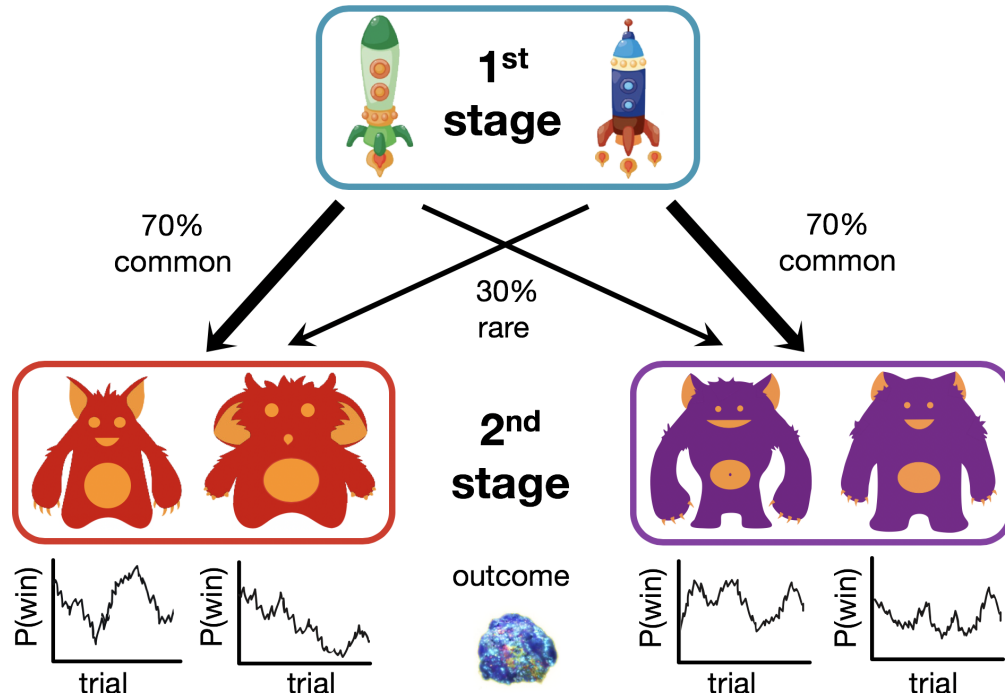 1st
stage
70%
common
70%
common
30%
rare
2nd
stage
outcome
P(win)
trial
P(win)
trial
P(win)
trial
P(win)
trial